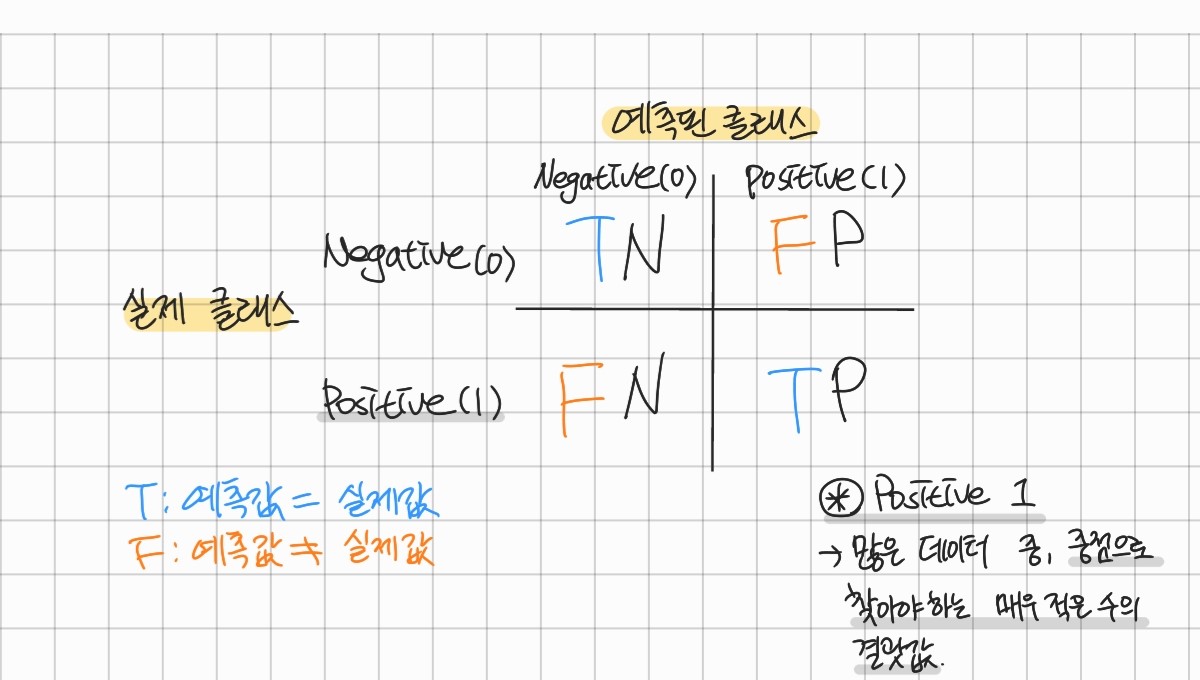 예측된 클래스
Negative(0) Positive(1)
Negative(0) TN FP
실제 클래스
Positive(1) FN TP
T: 예측값 = 실제값
F: 예측값 ≠ 실제값
* Positive 1
→ 많은 데이터 중, 중점으로
찾아야하는 매우 적은 수의
결괏값.